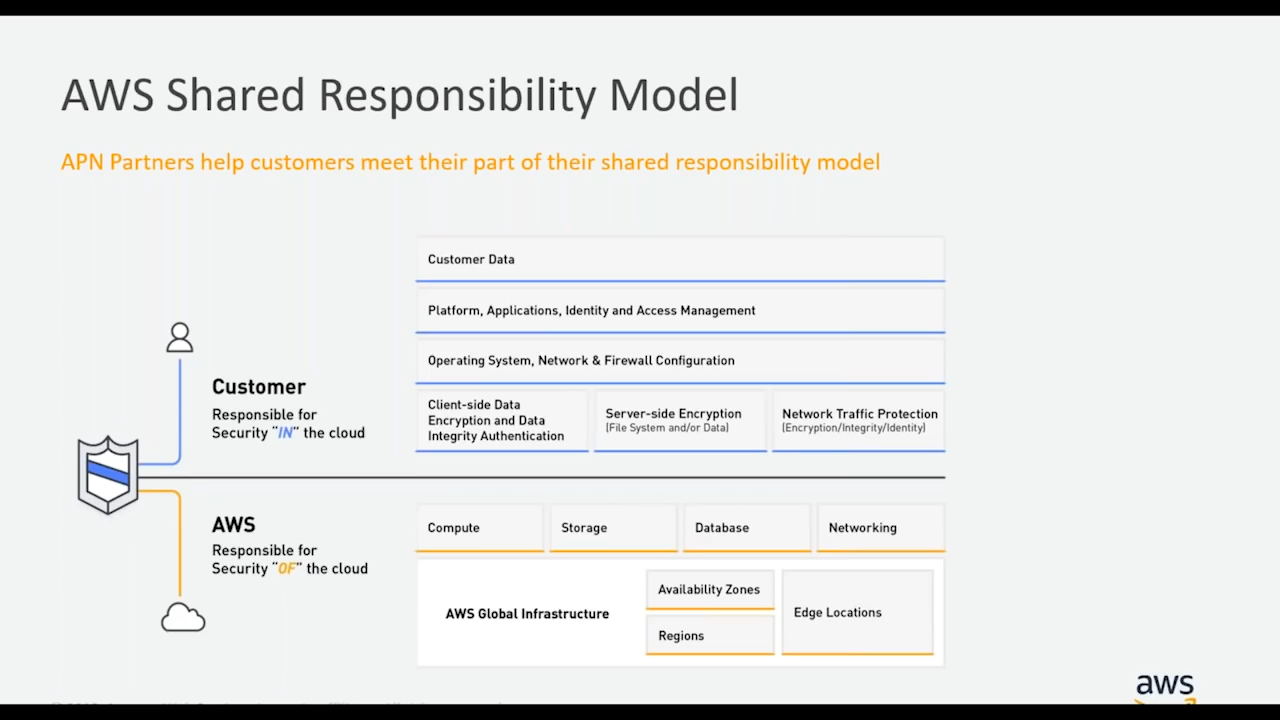 AWS Shared Responsibility Model
APN Partners help customers meet their part of their shared responsibility model
Customer Data
Platform, Applications, Identity and Access Management
Operating System, Network & Firewall Configuration
Customer
Responsible for
Security "IN" the cloud
Client-side Data
Encryption and Data
Integrity Authentication
Server-side Encryption
(File System and/or Data)
Network Traffic Protection
(Encryption/Integrity/Identity)
AWS
Responsible for
Security "OF" the cloud
Compute
Storage
Database
Networking
AWS Global Infrastructure
Availability Zones
Regions
Edge Locations
aws